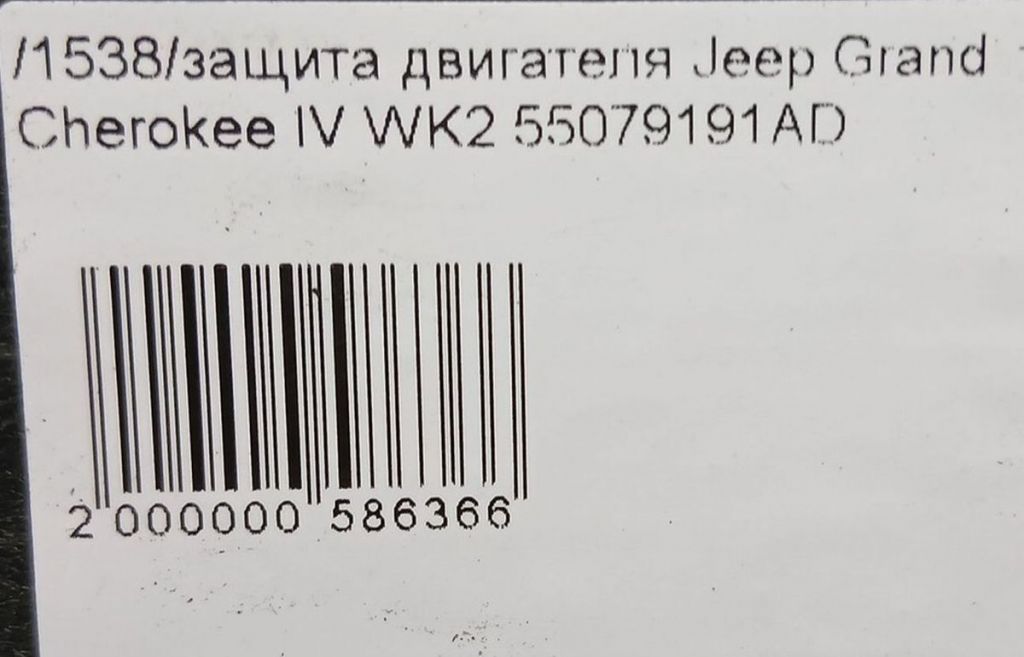 /1538/защита двигателя Jeep Grand
Cherokee IV WK2 55079191AD
2 000000 586366